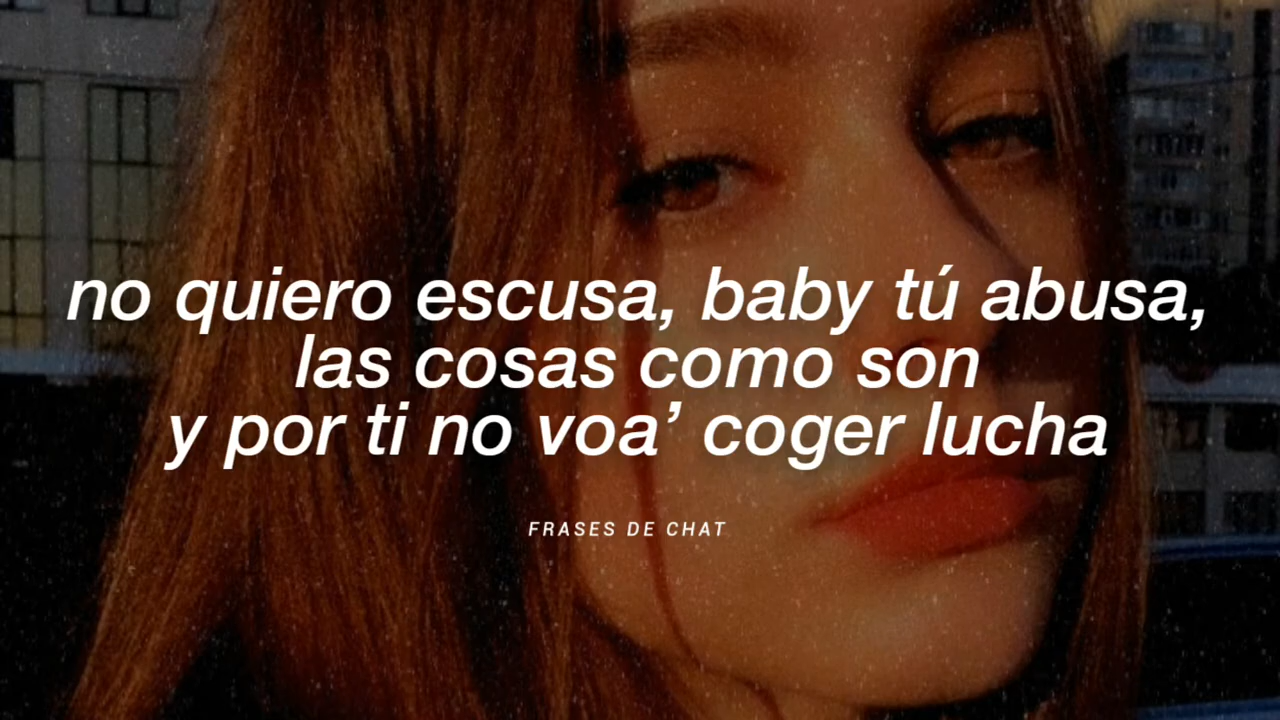 no quiero escusa, baby tú abusa,
las cosas como son
y por ti no voa’ coger lucha
FRASES DE CHAT